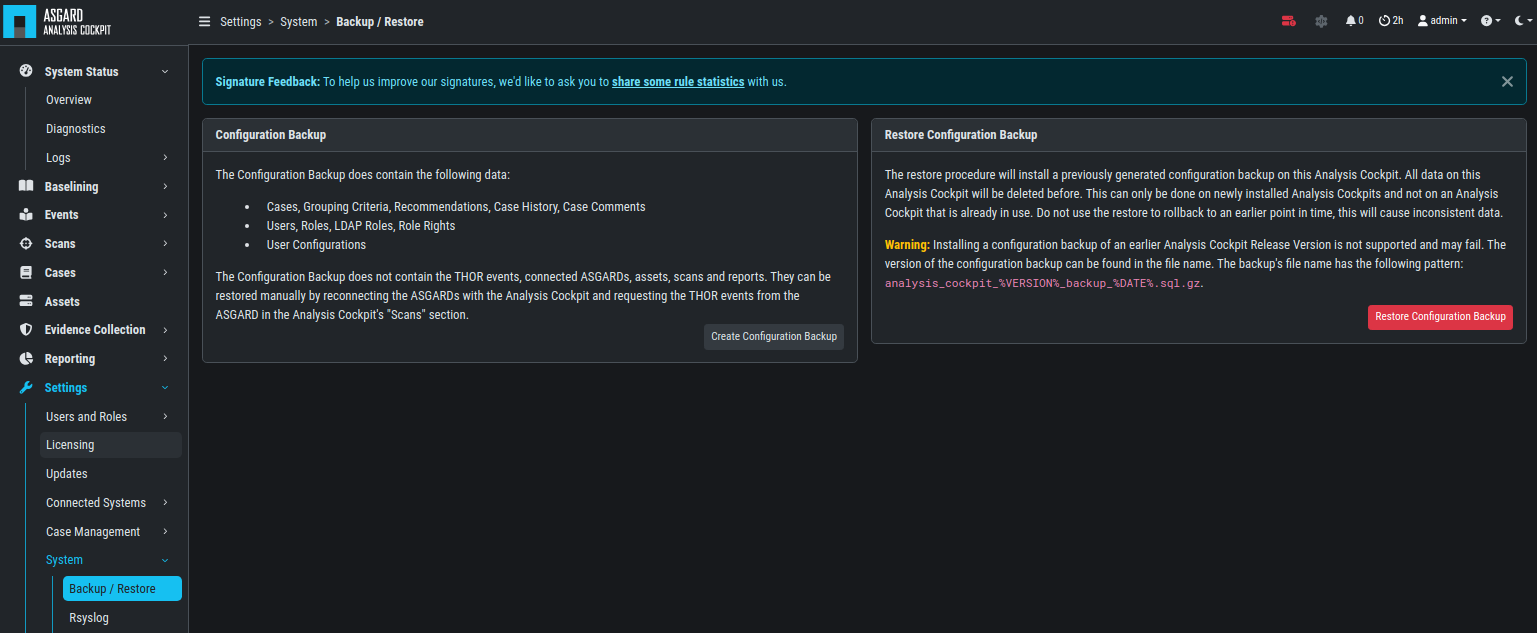 ASGARD
ANALYSIS COCKPIT
Settings > System > Backup / Restore
0
2h
admin
System Status
Overview
Diagnostics
Logs
Baselining
Events
Scans
Cases
Assets
Evidence Collection
Reporting
Settings
Users and Roles
Licensing
Updates
Connected Systems
Case Management
System
Backup / Restore
Rsyslog
Signature Feedback: To help us improve our signatures, we'd like to ask you to share some rule statistics with us.
Configuration Backup
The Configuration Backup does contain the following data:
• Cases, Grouping Criteria, Recommendations, Case History, Case Comments
• Users, Roles, LDAP Roles, Role Rights
• User Configurations
The Configuration Backup does not contain the THOR events, connected ASGARDs, assets, scans and reports. They can be
restored manually by reconnecting the ASGARDs with the Analysis Cockpit and requesting the THOR events from the
ASGARD in the Analysis Cockpit's "Scans" section.
Create Configuration Backup
Restore Configuration Backup
The restore procedure will install a previously generated configuration backup on this Analysis Cockpit. All data on this
Analysis Cockpit will be deleted before. This can only be done on newly installed Analysis Cockpits and not on an Analysis
Cockpit that is already in use. Do not use the restore to rollback to an earlier point in time, this will cause inconsistent data.
Warning: Installing a configuration backup of an earlier Analysis Cockpit Release Version is not supported and may fail. The
version of the configuration backup can be found in the file name. The backup's file name has the following pattern:
analysis_cockpit_%VERSION%_backup_%DATE%.sql.gz.
Restore Configuration Backup